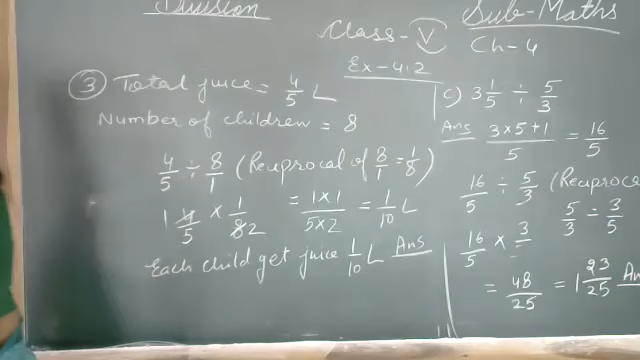 Division
Class-V
Sub-Maths
Ex-4.2
Ch-4
③ Total juice = 4/5 L
Number of children = 8
4/5 ÷ 8/1 (Reciprocal of 8/1 = 1/8)
1 4/5 × 1/8 2 = 1×1/5×2 = 1/10 L
Each child get juice 1/10 L Ans
c) 3 1/5 ÷ 5/3
Ans 3×5+1/5 = 16/5
16/5 ÷ 5/3 (Reciproca
5/3 = 3/5
16/5 × 3/
= 48/25 = 1 23/25 An